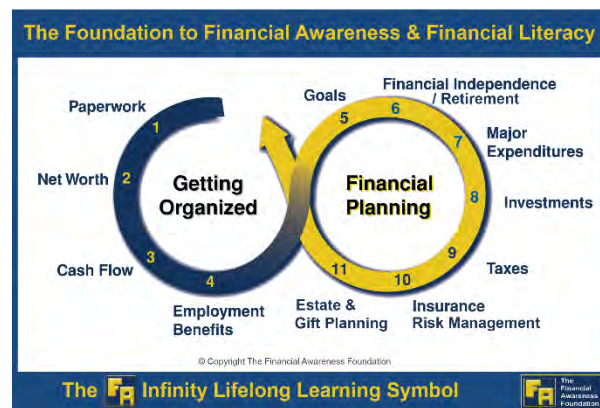 The Foundation to Financial Awareness & Financial Literacy
Paperwork
1
Net Worth
2
Cash Flow
3
Employment
Benefits
4
Getting
Organized
Goals
5
Financial Independence
/ Retirement
6
Major
Expenditures
7
Investments
8
Taxes
9
Insurance
Risk Management
10
Estate &
Gift Planning
11
Financial
Planning
© Copyright The Financial Awareness Foundation
The FA Infinity Lifelong Learning Symbol
FA
The
Financial
Awareness
Foundation